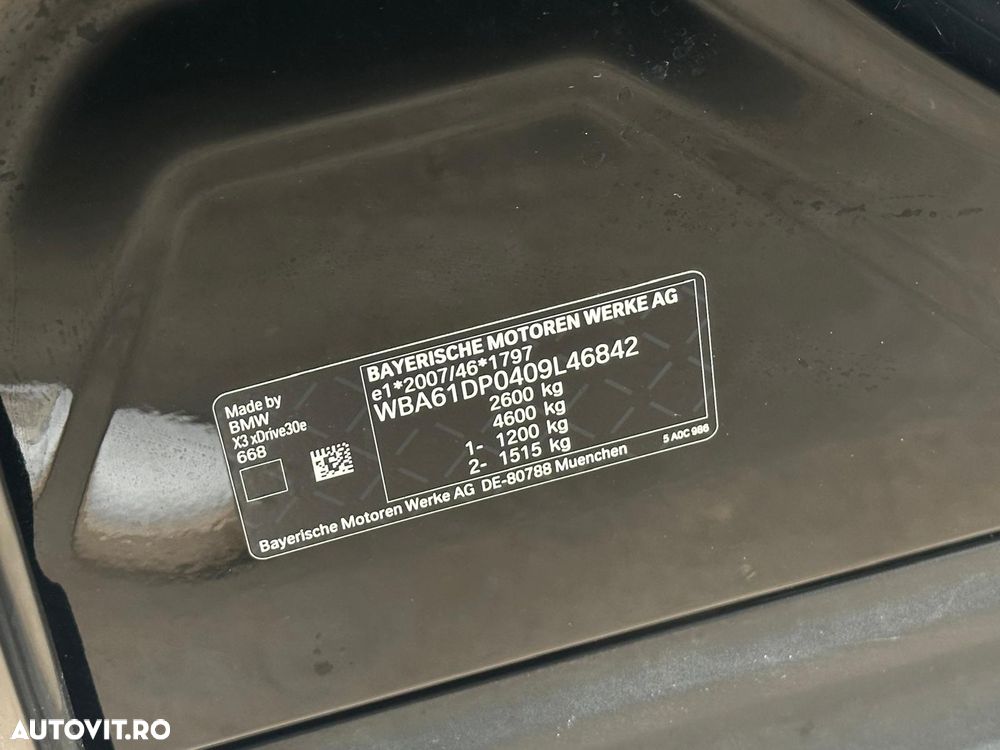 Made by
BMW
X3 xDrive30e
668
BAYERISCHE MOTOREN WERKE AG
e1*2007/46*1797
WBA61DP0409L46842
2600 kg
4600 kg
1- 1200 kg
2- 1515 kg
5 A0C 986
Bayerische Motoren Werke AG DE-80788 Muenchen
AUTOVIT.RO